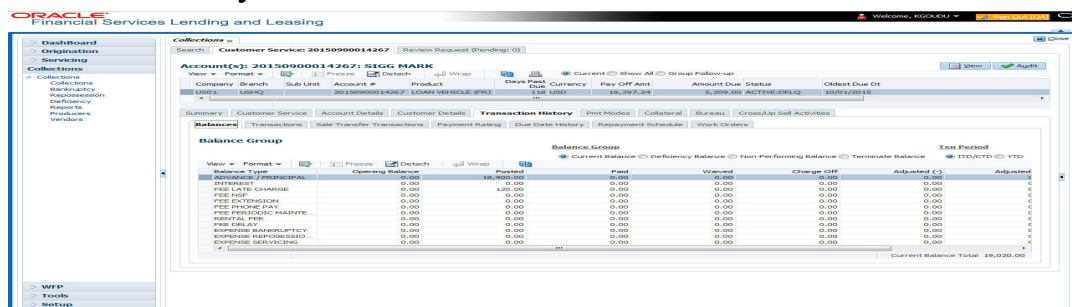 ORACLE
Financial Services Lending and Leasing
Welcome, KGOUDU
Sign Out [QA]
DashBoard
Origination
Servicing
Collections
Collections
Collections
Bankruptcy
Repossession
Deficiency
Reports
Producers
Vendors
WFP
Tools
Setup
Collections x
Close
Search Customer Service: 20150900014267 Review Request (Pending: 0)
Account(s): 20150900014267: SIGG MARK
View Audit
View Format Freeze Detach Wrap Current Show All Group Follow-up
Company Branch Sub Unit Account # Product Days Past Due Currency Pay Off Amt Amount Due Status Oldest Due Dt
US01 USHQ 20150900014267 LOAN VEHICLE (FR) 118 USD 19,397.24 5,209.00 ACTIVE:DELQ 10/01/2015
Summary Customer Service Account Details Customer Details Transaction History Pmt Modes Collateral Bureau Cross/Up Sell Activities
Balances Transactions Sale Transfer Transactions Payment Rating Due Date History Repayment Schedule Work Orders
Balance Group
Balance Group Txn Period
Current Balance Deficiency Balance Non-Performing Balance Terminate Balance ITD/CTD YTD
View Format Freeze Detach Wrap
Balance Type Opening Balance Posted Paid Waived Charge Off Adjusted (-) Adjusted
ADVANCE / PRINCIPAL 0.00 18,900.00 0.00 0.00 0.00 0.00
INTEREST 0.00 0.00 0.00 0.00 0.00 0.00
FEE LATE CHARGE 0.00 120.00 0.00 0.00 0.00 0.00
FEE NSF 0.00 0.00 0.00 0.00 0.00 0.00
FEE EXTENSION 0.00 0.00 0.00 0.00 0.00 0.00
FEE PHONE PAY 0.00 0.00 0.00 0.00 0.00 0.00
FEE PERIODIC MAINTE... 0.00 0.00 0.00 0.00 0.00 0.00
RENTAL FEE 0.00 0.00 0.00 0.00 0.00 0.00
FEE DELAY 0.00 0.00 0.00 0.00 0.00 0.00
EXPENSE BANKRUPTCY 0.00 0.00 0.00 0.00 0.00 0.00
EXPENSE REPOSESSIO... 0.00 0.00 0.00 0.00 0.00 0.00
EXPENSE SERVICING 0.00 0.00 0.00 0.00 0.00 0.00
Current Balance Total 19,020.00